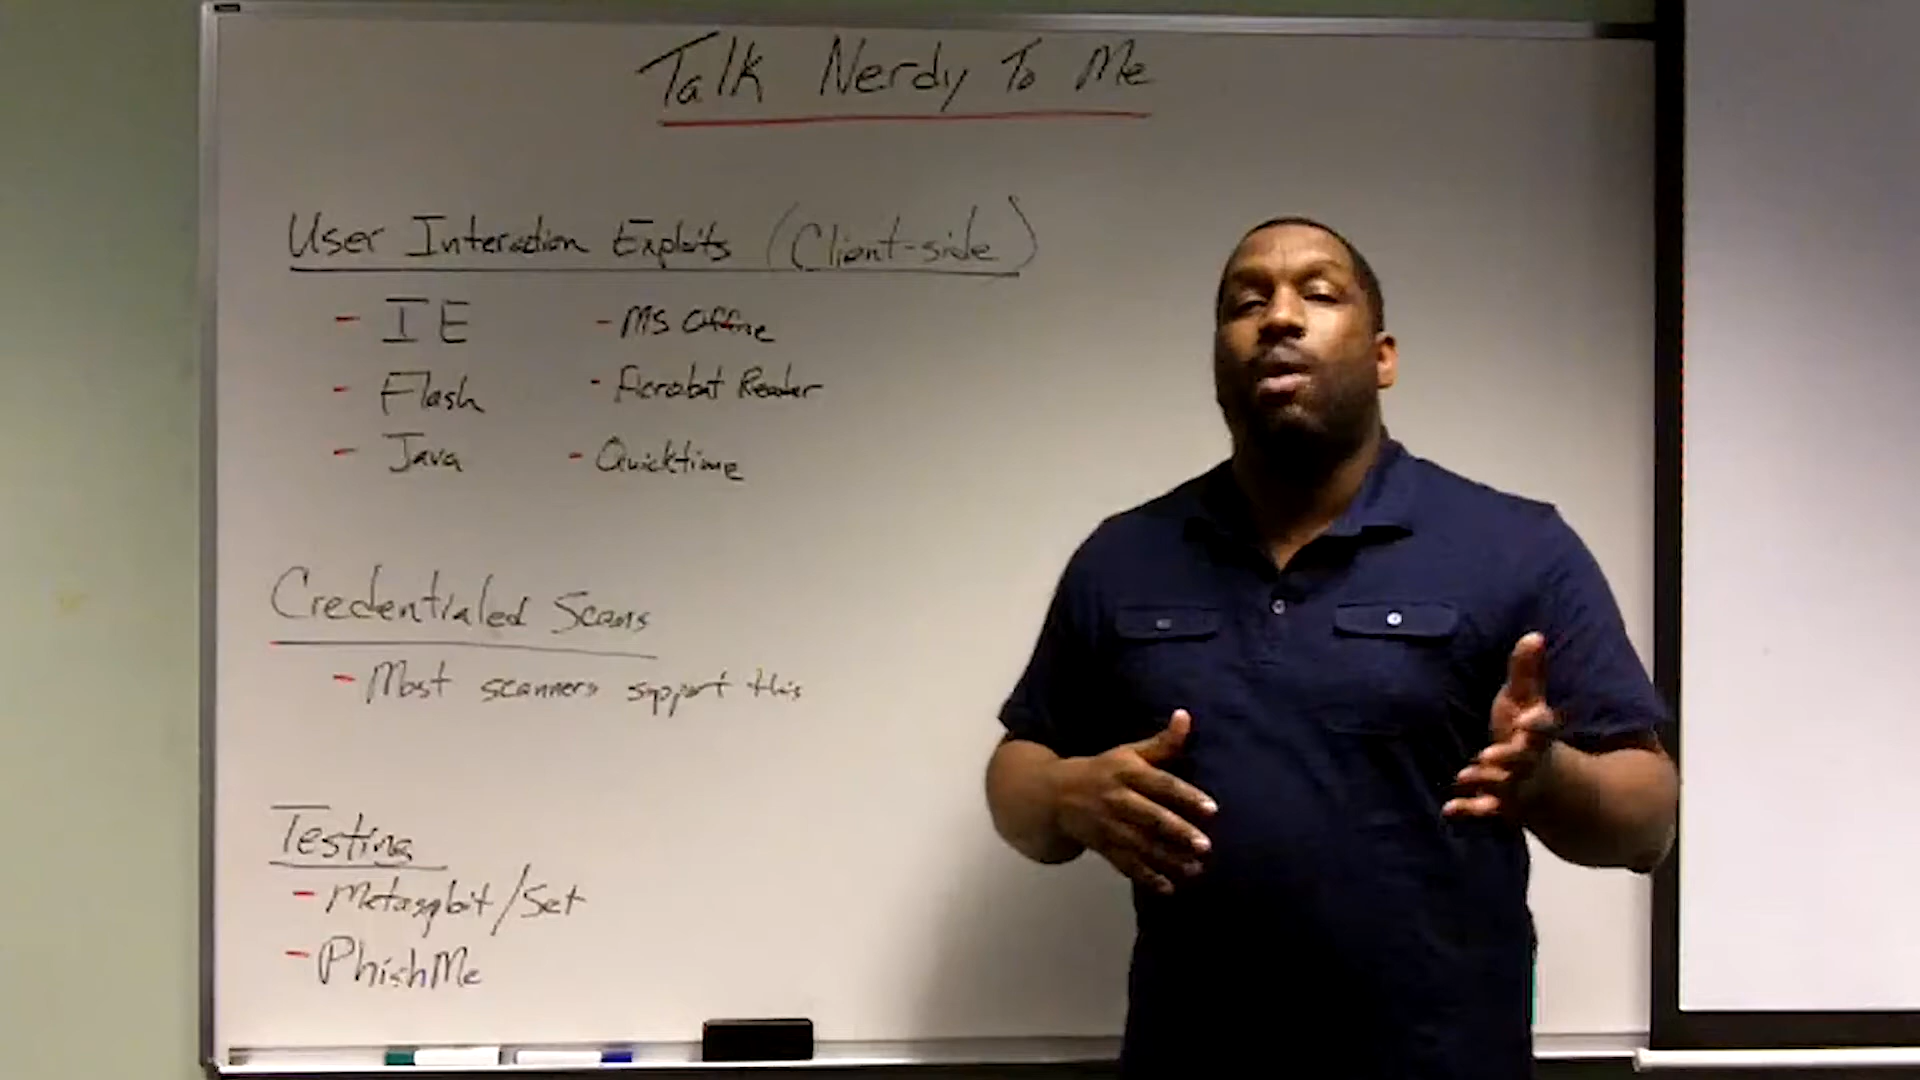 Talk Nerdy To Me
User Interaction Exploits (Client-side)
- IE - MS Office
- Flash - Acrobat Reader
- Java - Quicktime
Credentialed Scans
- Most scanners support this
Testing
- Metasploit/Set
- PhishMe